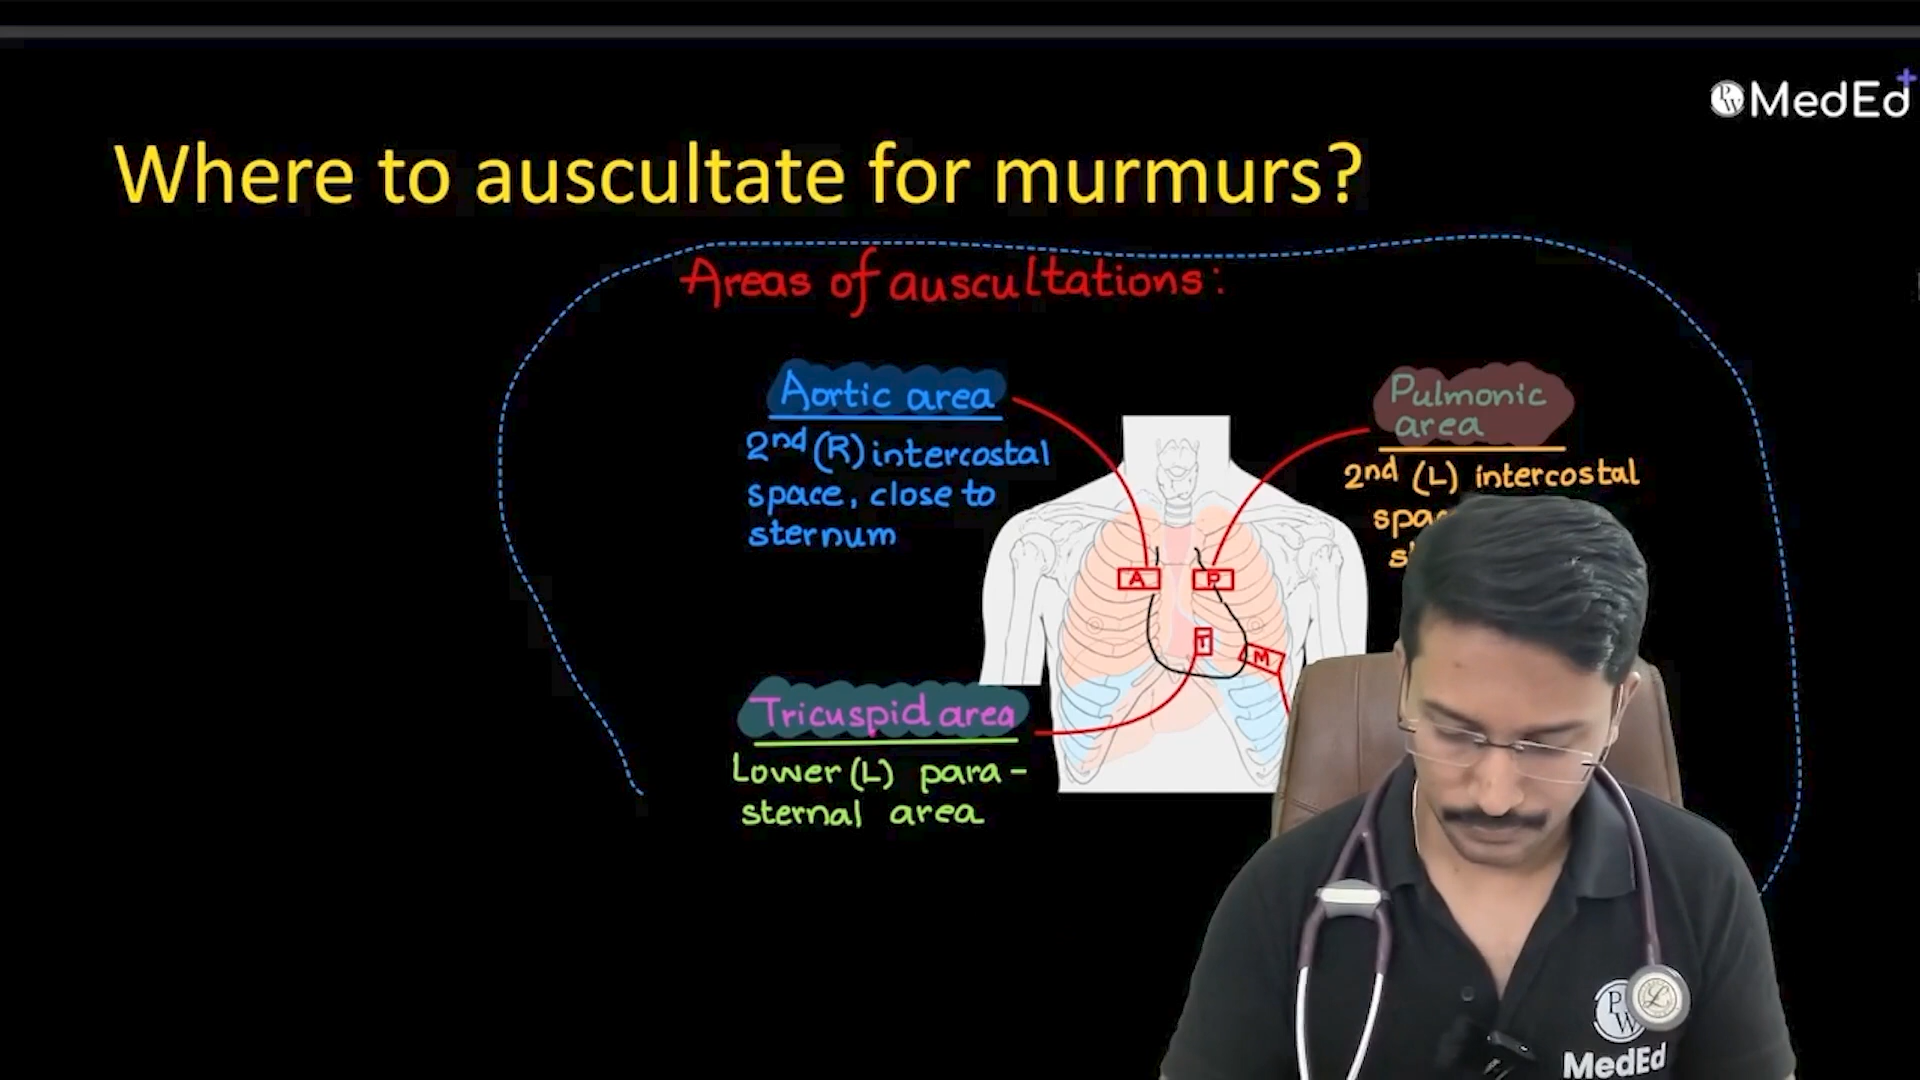 MedEd
Where to auscultate for murmurs?
Areas of auscultations:
Aortic area
2nd (R) intercostal
space, close to
sternum
Pulmonic
area
2nd (L) intercostal
A
P
T
M
Tricuspid area
Lower (L) para-
sternal area
PW
MedEd